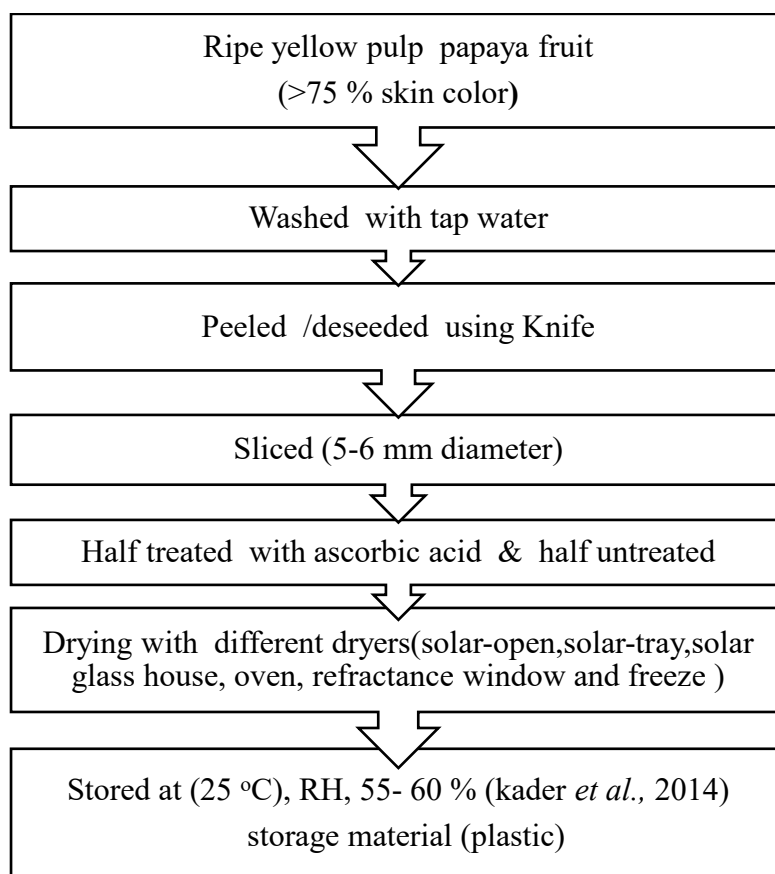 Ripe yellow pulp papaya fruit
(>75 % skin color)
Washed with tap water
Peeled /deseeded using Knife
Sliced (5-6 mm diameter)
Half treated with ascorbic acid & half untreated
Drying with different dryers(solar-open,solar-tray,solar
glass house, oven, refractance window and freeze )
Stored at (25 °C), RH, 55- 60 % (kader et al., 2014)
storage material (plastic)